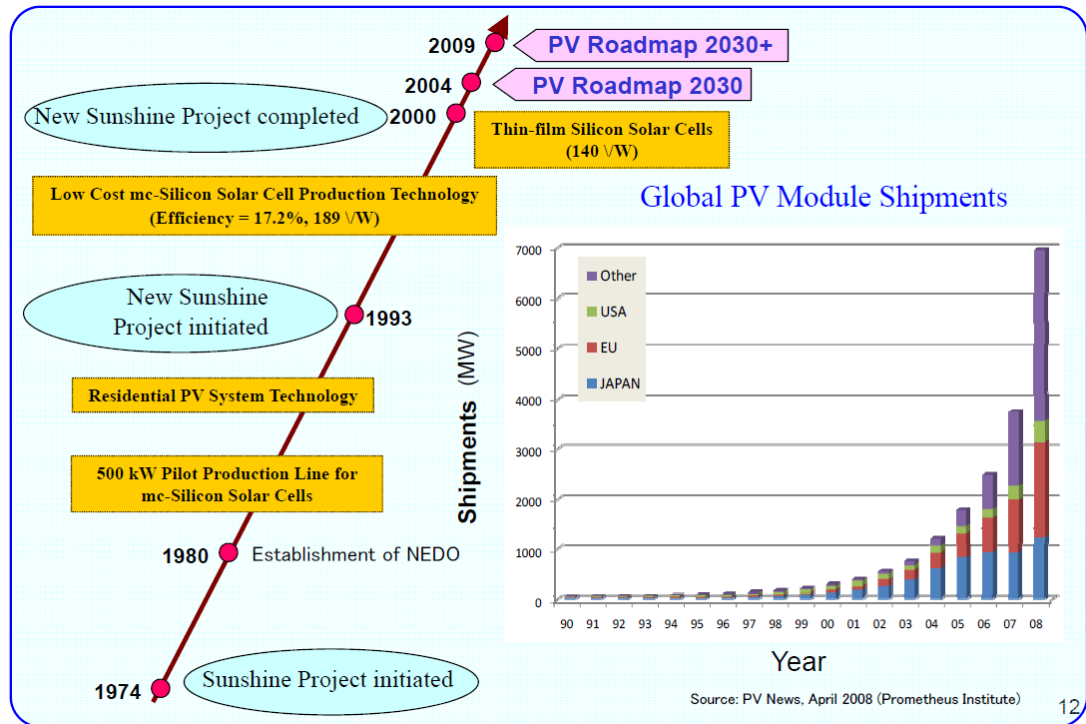 2009
PV Roadmap 2030+
2004
PV Roadmap 2030
New Sunshine Project completed
2000
Thin-film Silicon Solar Cells
(140 \/W)
Low Cost mc-Silicon Solar Cell Production Technology
(Efficiency = 17.2%, 189 \/W)
New Sunshine
Project initiated
1993
Residential PV System Technology
500 kW Pilot Production Line for
mc-Silicon Solar Cells
1980
Establishment of NEDO
1974
Sunshine Project initiated
Global PV Module Shipments
Shipments (MW)
7000
6000
5000
4000
3000
2000
1000
0
Other
USA
EU
JAPAN
90 91 92 93 94 95 96 97 98 99 00 01 02 03 04 05 06 07 08
Year
Source: PV News, April 2008 (Prometheus Institute)
12